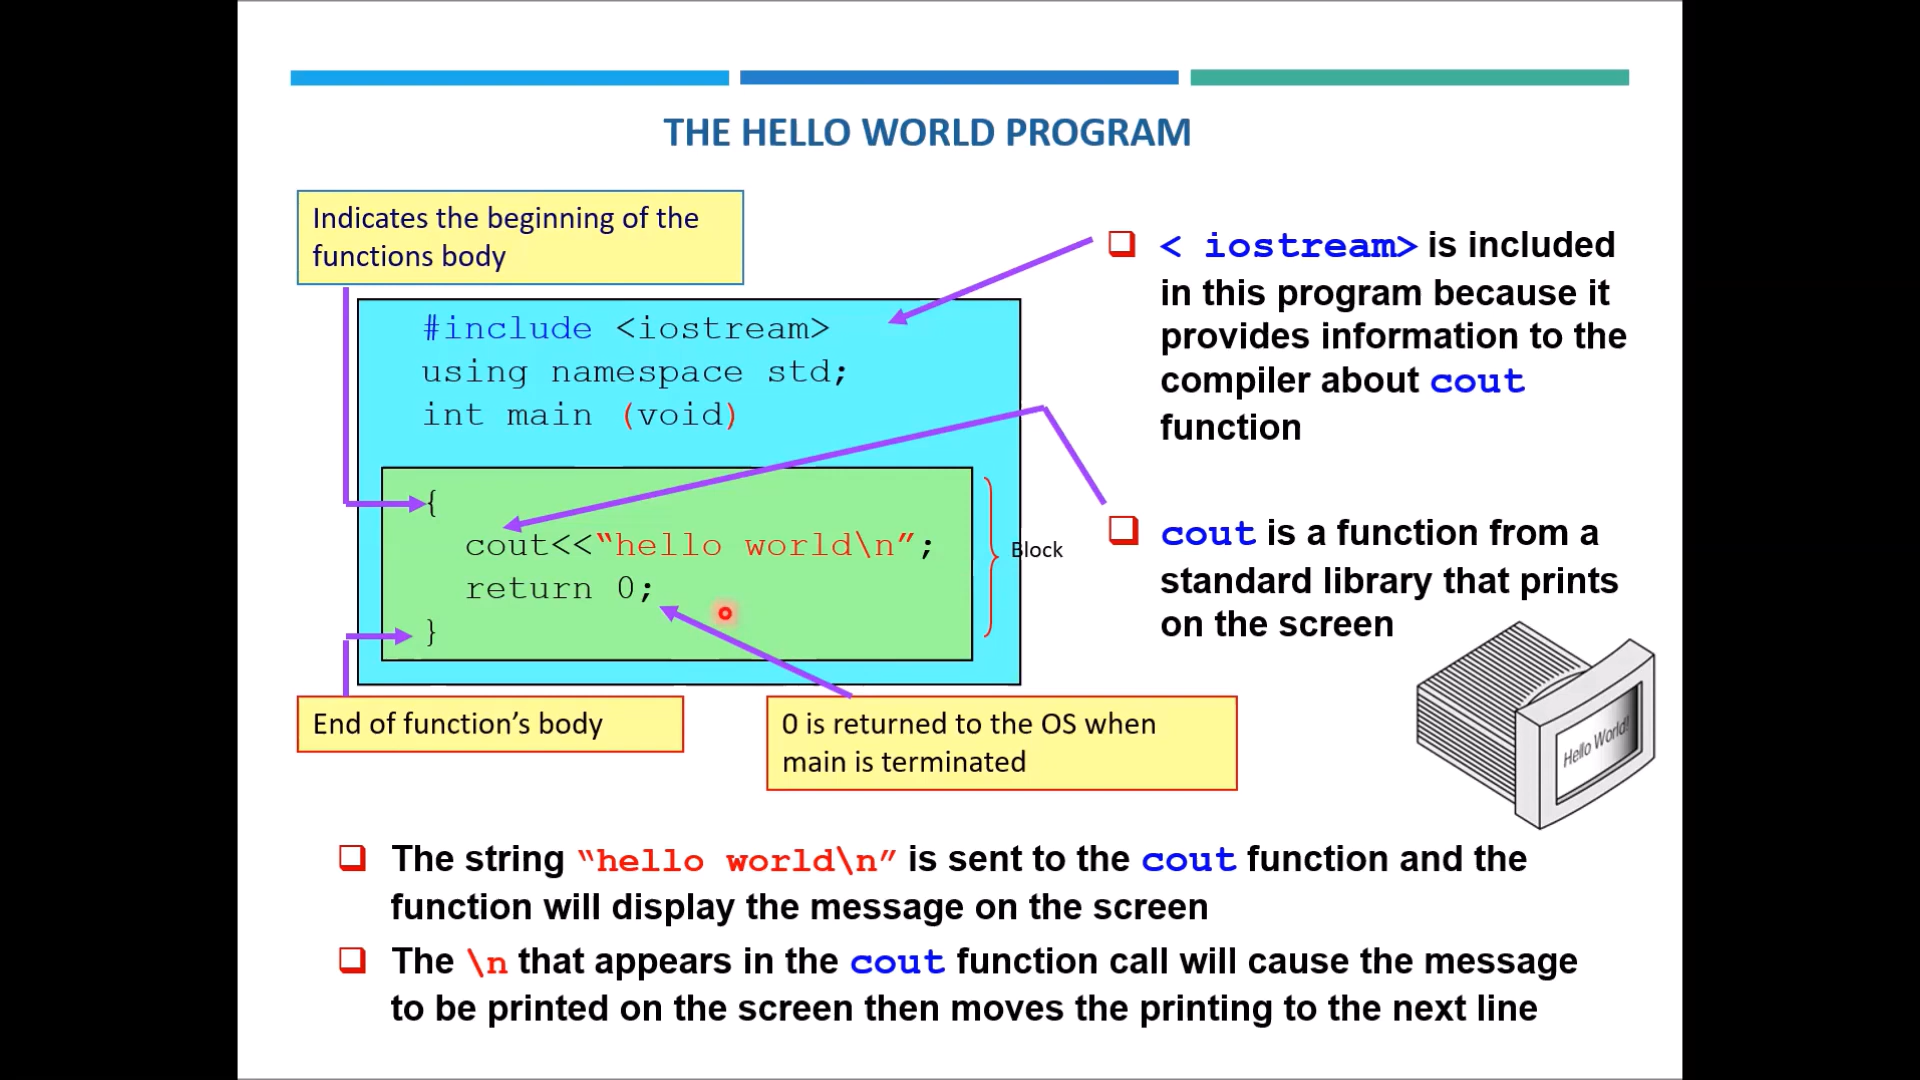 THE HELLO WORLD PROGRAM
Indicates the beginning of the
functions body
#include <iostream>
using namespace std;
int main (void)
{
cout<<“hello world\n”;
return 0;
}
Block
End of function’s body
0 is returned to the OS when
main is terminated
< iostream> is included
in this program because it
provides information to the
compiler about cout
function
cout is a function from a
standard library that prints
on the screen
Hello World!
The string “hello world\n” is sent to the cout function and the
function will display the message on the screen
The \n that appears in the cout function call will cause the message
to be printed on the screen then moves the printing to the next line